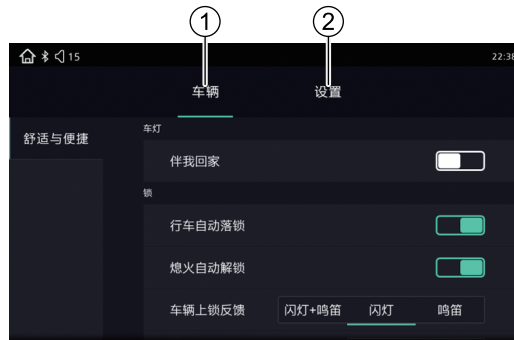 ① ②
15 22:38
车辆 设置
舒适与便捷
车灯
伴我回家
锁
行车自动落锁
熄火自动解锁
车辆上锁反馈 闪灯+鸣笛 闪灯 鸣笛